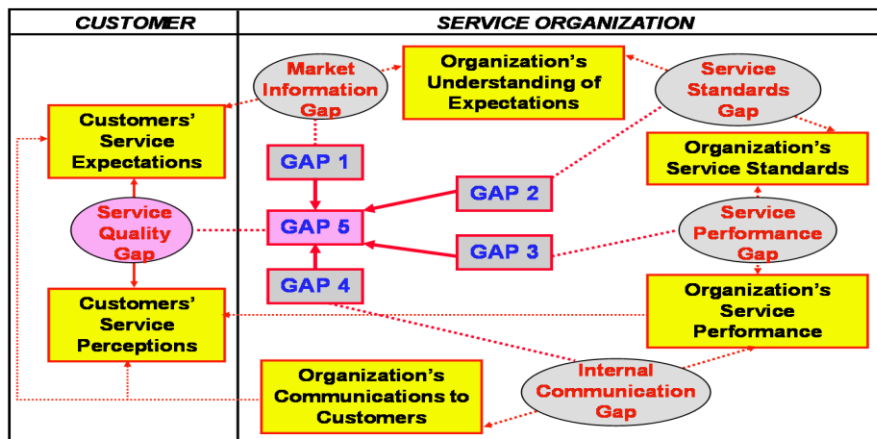 CUSTOMER
SERVICE ORGANIZATION
Market
Information
Gap
Organization's
Understanding of
Expectations
Service
Standards
Gap
Customers'
Service
Expectations
GAP 1
GAP 2
Organization's
Service Standards
Service
Quality
Gap
GAP 5
GAP 3
Service
Performance
Gap
GAP 4
Customers'
Service
Perceptions
Organization's
Service
Performance
Organization's
Communications to
Customers
Internal
Communication
Gap